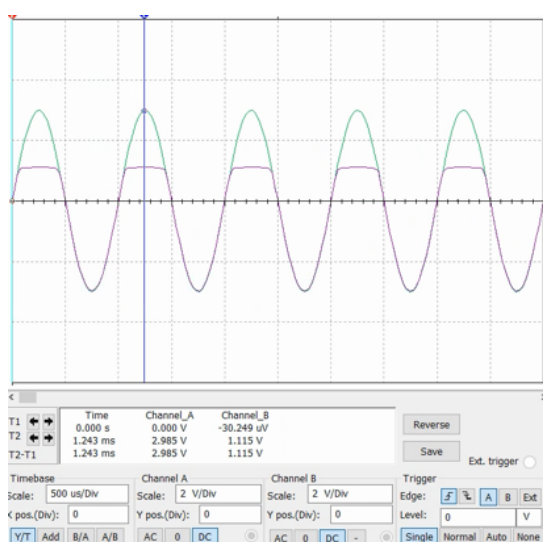 Time Channel_A Channel_B
T1 0.000 s 0.000 V -30.249 uV
T2 1.243 ms 2.985 V 1.115 V
T2-T1 1.243 ms 2.985 V 1.115 V
Reverse
Save
Ext. trigger
Timebase
Scale: 500 us/Div
X pos.(Div): 0
Y/T Add B/A A/B
Channel A
Scale: 2 V/Div
Y pos.(Div): 0
AC 0 DC
Channel B
Scale: 2 V/Div
Y pos.(Div): 0
AC 0 DC -
Trigger
Edge: A B Ext
Level: 0 V
Single Normal Auto None